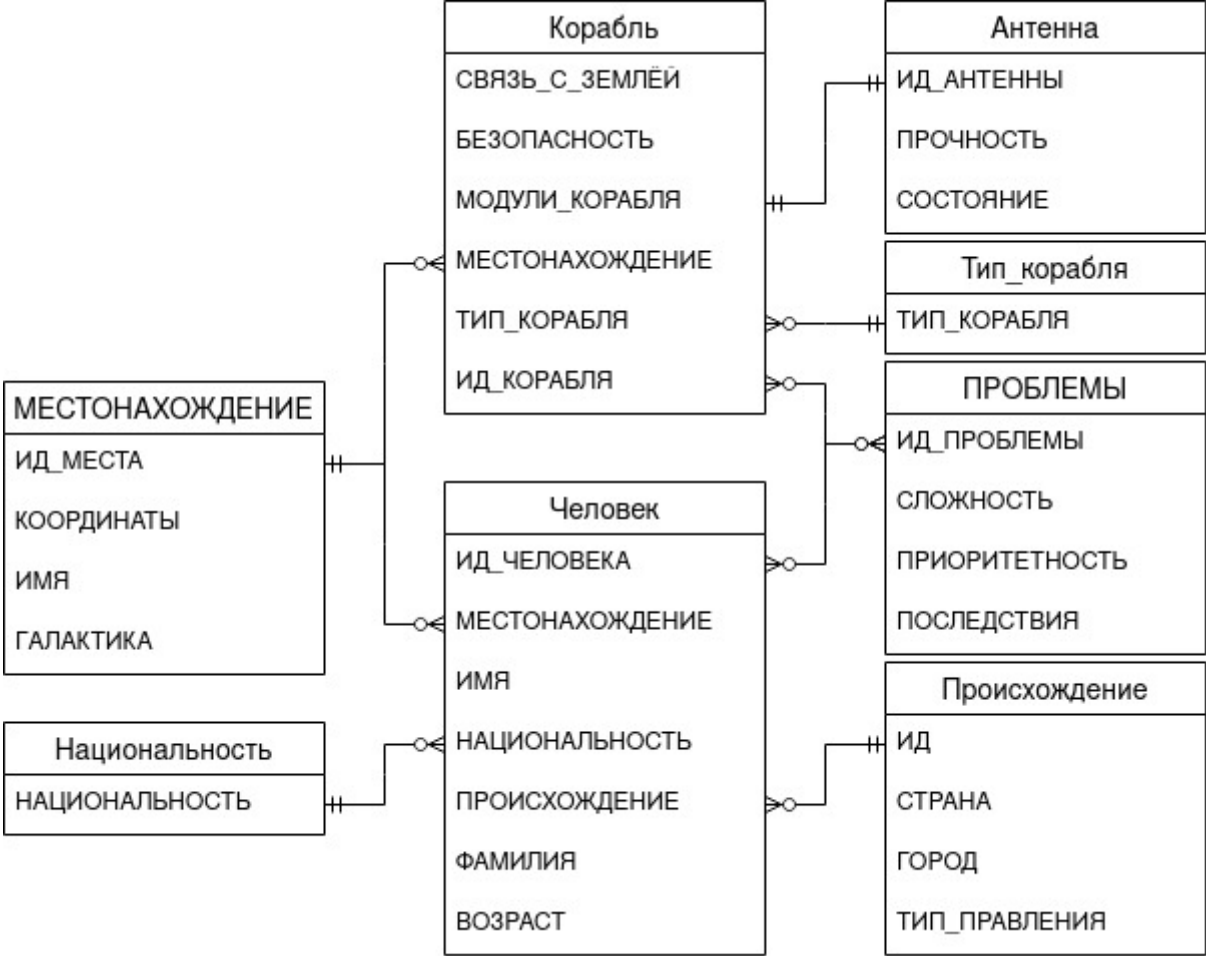 Корабль
СВЯЗЬ_С_ЗЕМЛЁЙ
БЕЗОПАСНОСТЬ
МОДУЛИ_КОРАБЛЯ
МЕСТОНАХОЖДЕНИЕ
ТИП_КОРАБЛЯ
ИД_КОРАБЛЯ
Антенна
ИД_АНТЕННЫ
ПРОЧНОСТЬ
СОСТОЯНИЕ
Тип_корабля
ТИП_КОРАБЛЯ
ПРОБЛЕМЫ
ИД_ПРОБЛЕМЫ
СЛОЖНОСТЬ
ПРИОРИТЕТНОСТЬ
ПОСЛЕДСТВИЯ
МЕСТОНАХОЖДЕНИЕ
ИД_МЕСТА
КООРДИНАТЫ
ИМЯ
ГАЛАКТИКА
Человек
ИД_ЧЕЛОВЕКА
МЕСТОНАХОЖДЕНИЕ
ИМЯ
НАЦИОНАЛЬНОСТЬ
ПРОИСХОЖДЕНИЕ
ФАМИЛИЯ
ВОЗРАСТ
Происхождение
ИД
СТРАНА
ГОРОД
ТИП_ПРАВЛЕНИЯ
Национальность
НАЦИОНАЛЬНОСТЬ